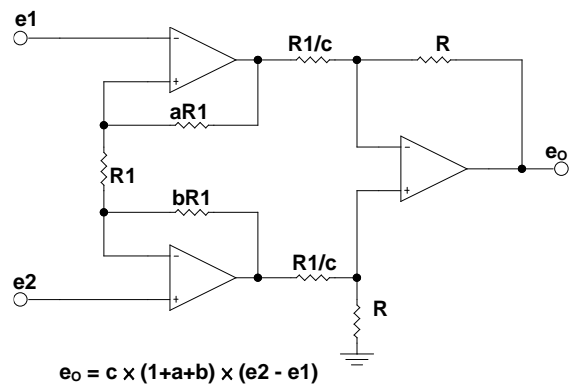 e1
R1/c
R
−
+
aR1
R1
−
+
eO
bR1
−
+
R1/c
e2
R
eO = c × (1+a+b) × (e2 - e1)